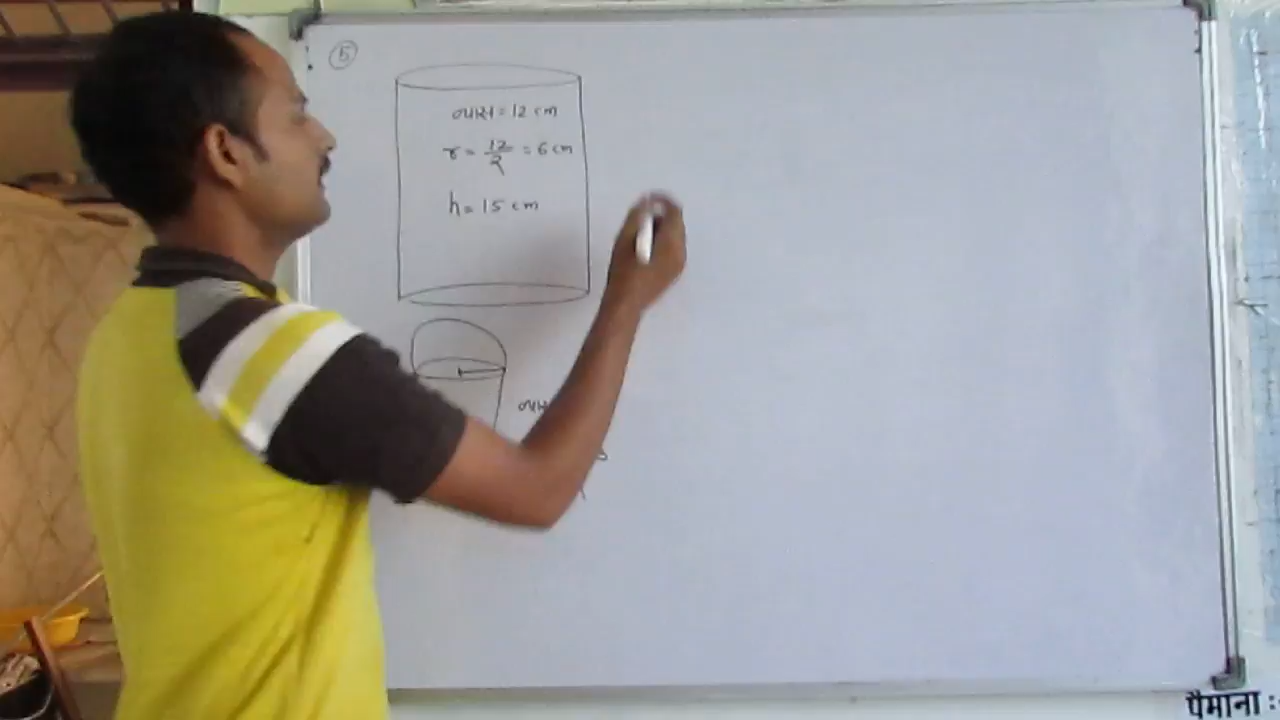 5
व्यास = 12 cm
r = 12/2 = 6 cm
h = 15 cm
व्यास
पैमाना :